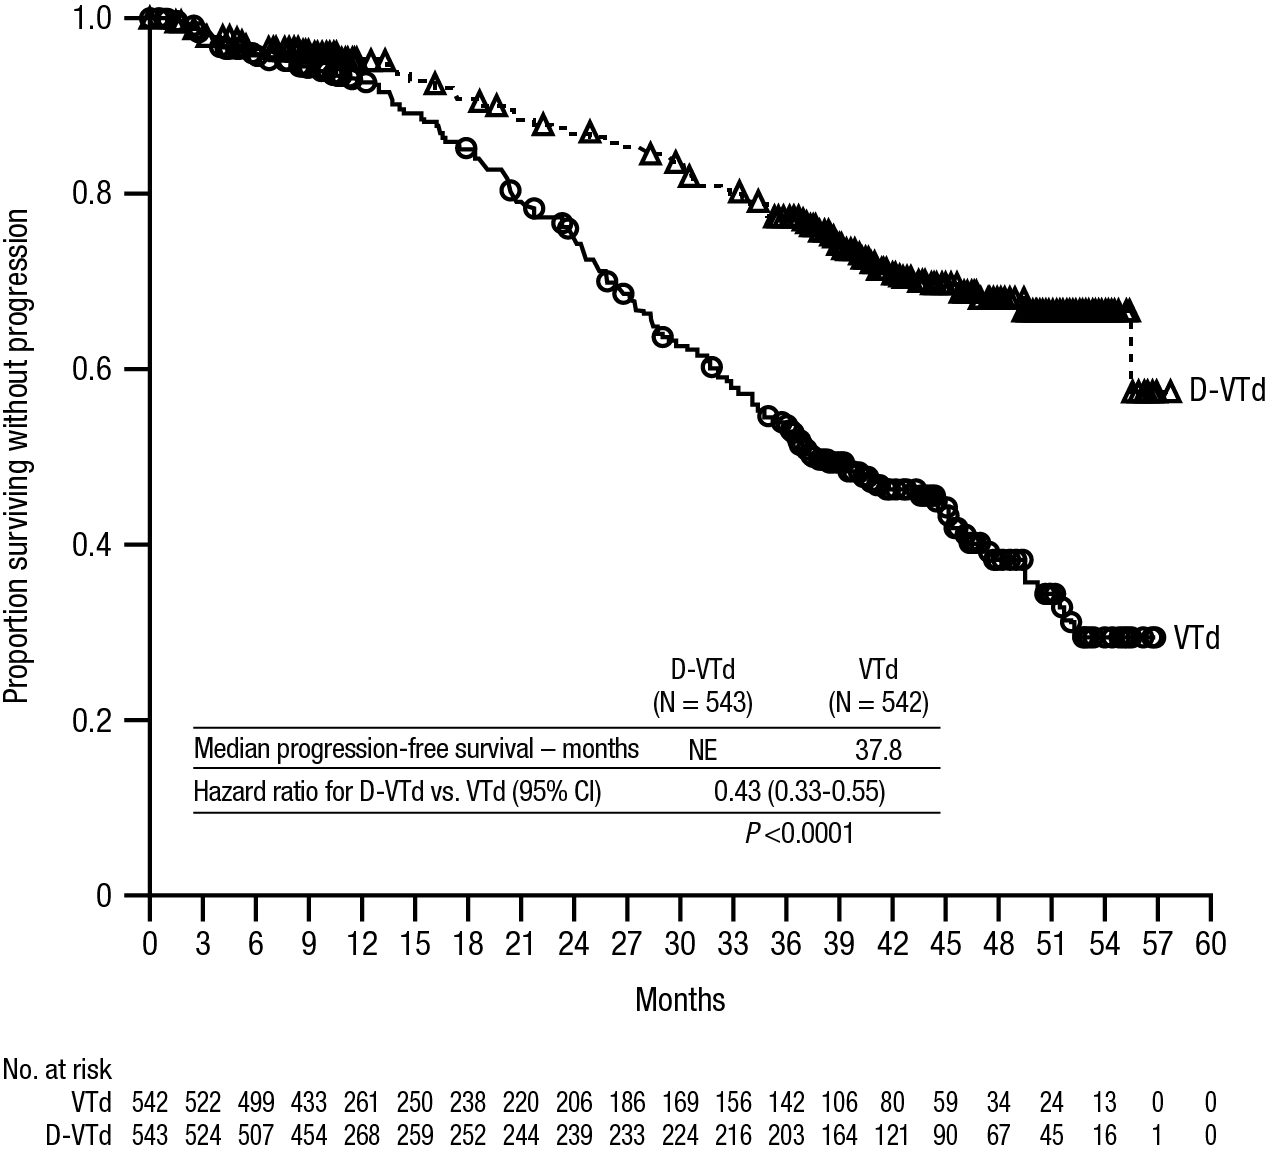 Proportion surviving without progression
1.0
0.8
0.6
0.4
0.2
0
D-VTd
VTd
D-VTd VTd
(N = 543) (N = 542)
Median progression-free survival – months NE 37.8
Hazard ratio for D-VTd vs. VTd (95% CI) 0.43 (0.33-0.55)
P <0.0001
0 3 6 9 12 15 18 21 24 27 30 33 36 39 42 45 48 51 54 57 60
Months
No. at risk
VTd 542 522 499 433 261 250 238 220 206 186 169 156 142 106 80 59 34 24 13 0 0
D-VTd 543 524 507 454 268 259 252 244 239 233 224 216 203 164 121 90 67 45 16 1 0